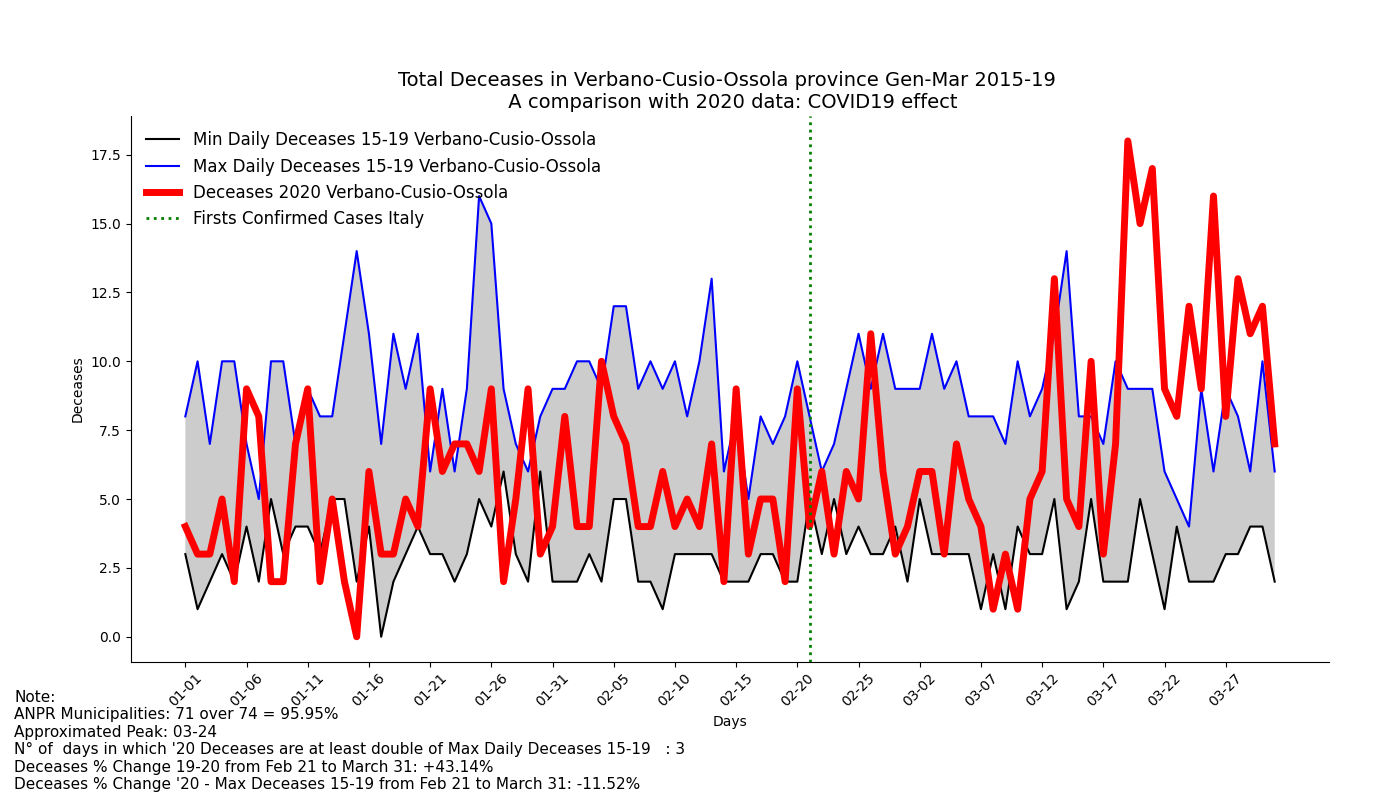 Total Deceases in Verbano-Cusio-Ossola province Gen-Mar 2015-19
A comparison with 2020 data: COVID19 effect
Min Daily Deceases 15-19 Verbano-Cusio-Ossola
Max Daily Deceases 15-19 Verbano-Cusio-Ossola
Deceases 2020 Verbano-Cusio-Ossola
Firsts Confirmed Cases Italy
17.5
15.0
12.5
10.0
7.5
5.0
2.5
0.0
Deceases
01-01 01-06 01-11 01-16 01-21 01-26 01-31 02-05 02-10 02-15 02-20 02-25 03-02 03-07 03-12 03-17 03-22 03-27
Days
Note:
ANPR Municipalities: 71 over 74 = 95.95%
Approximated Peak: 03-24
N° of  days in which '20 Deceases are at least double of Max Daily Deceases 15-19   : 3
Deceases % Change 19-20 from Feb 21 to March 31: +43.14%
Deceases % Change '20 - Max Deceases 15-19 from Feb 21 to March 31: -11.52%